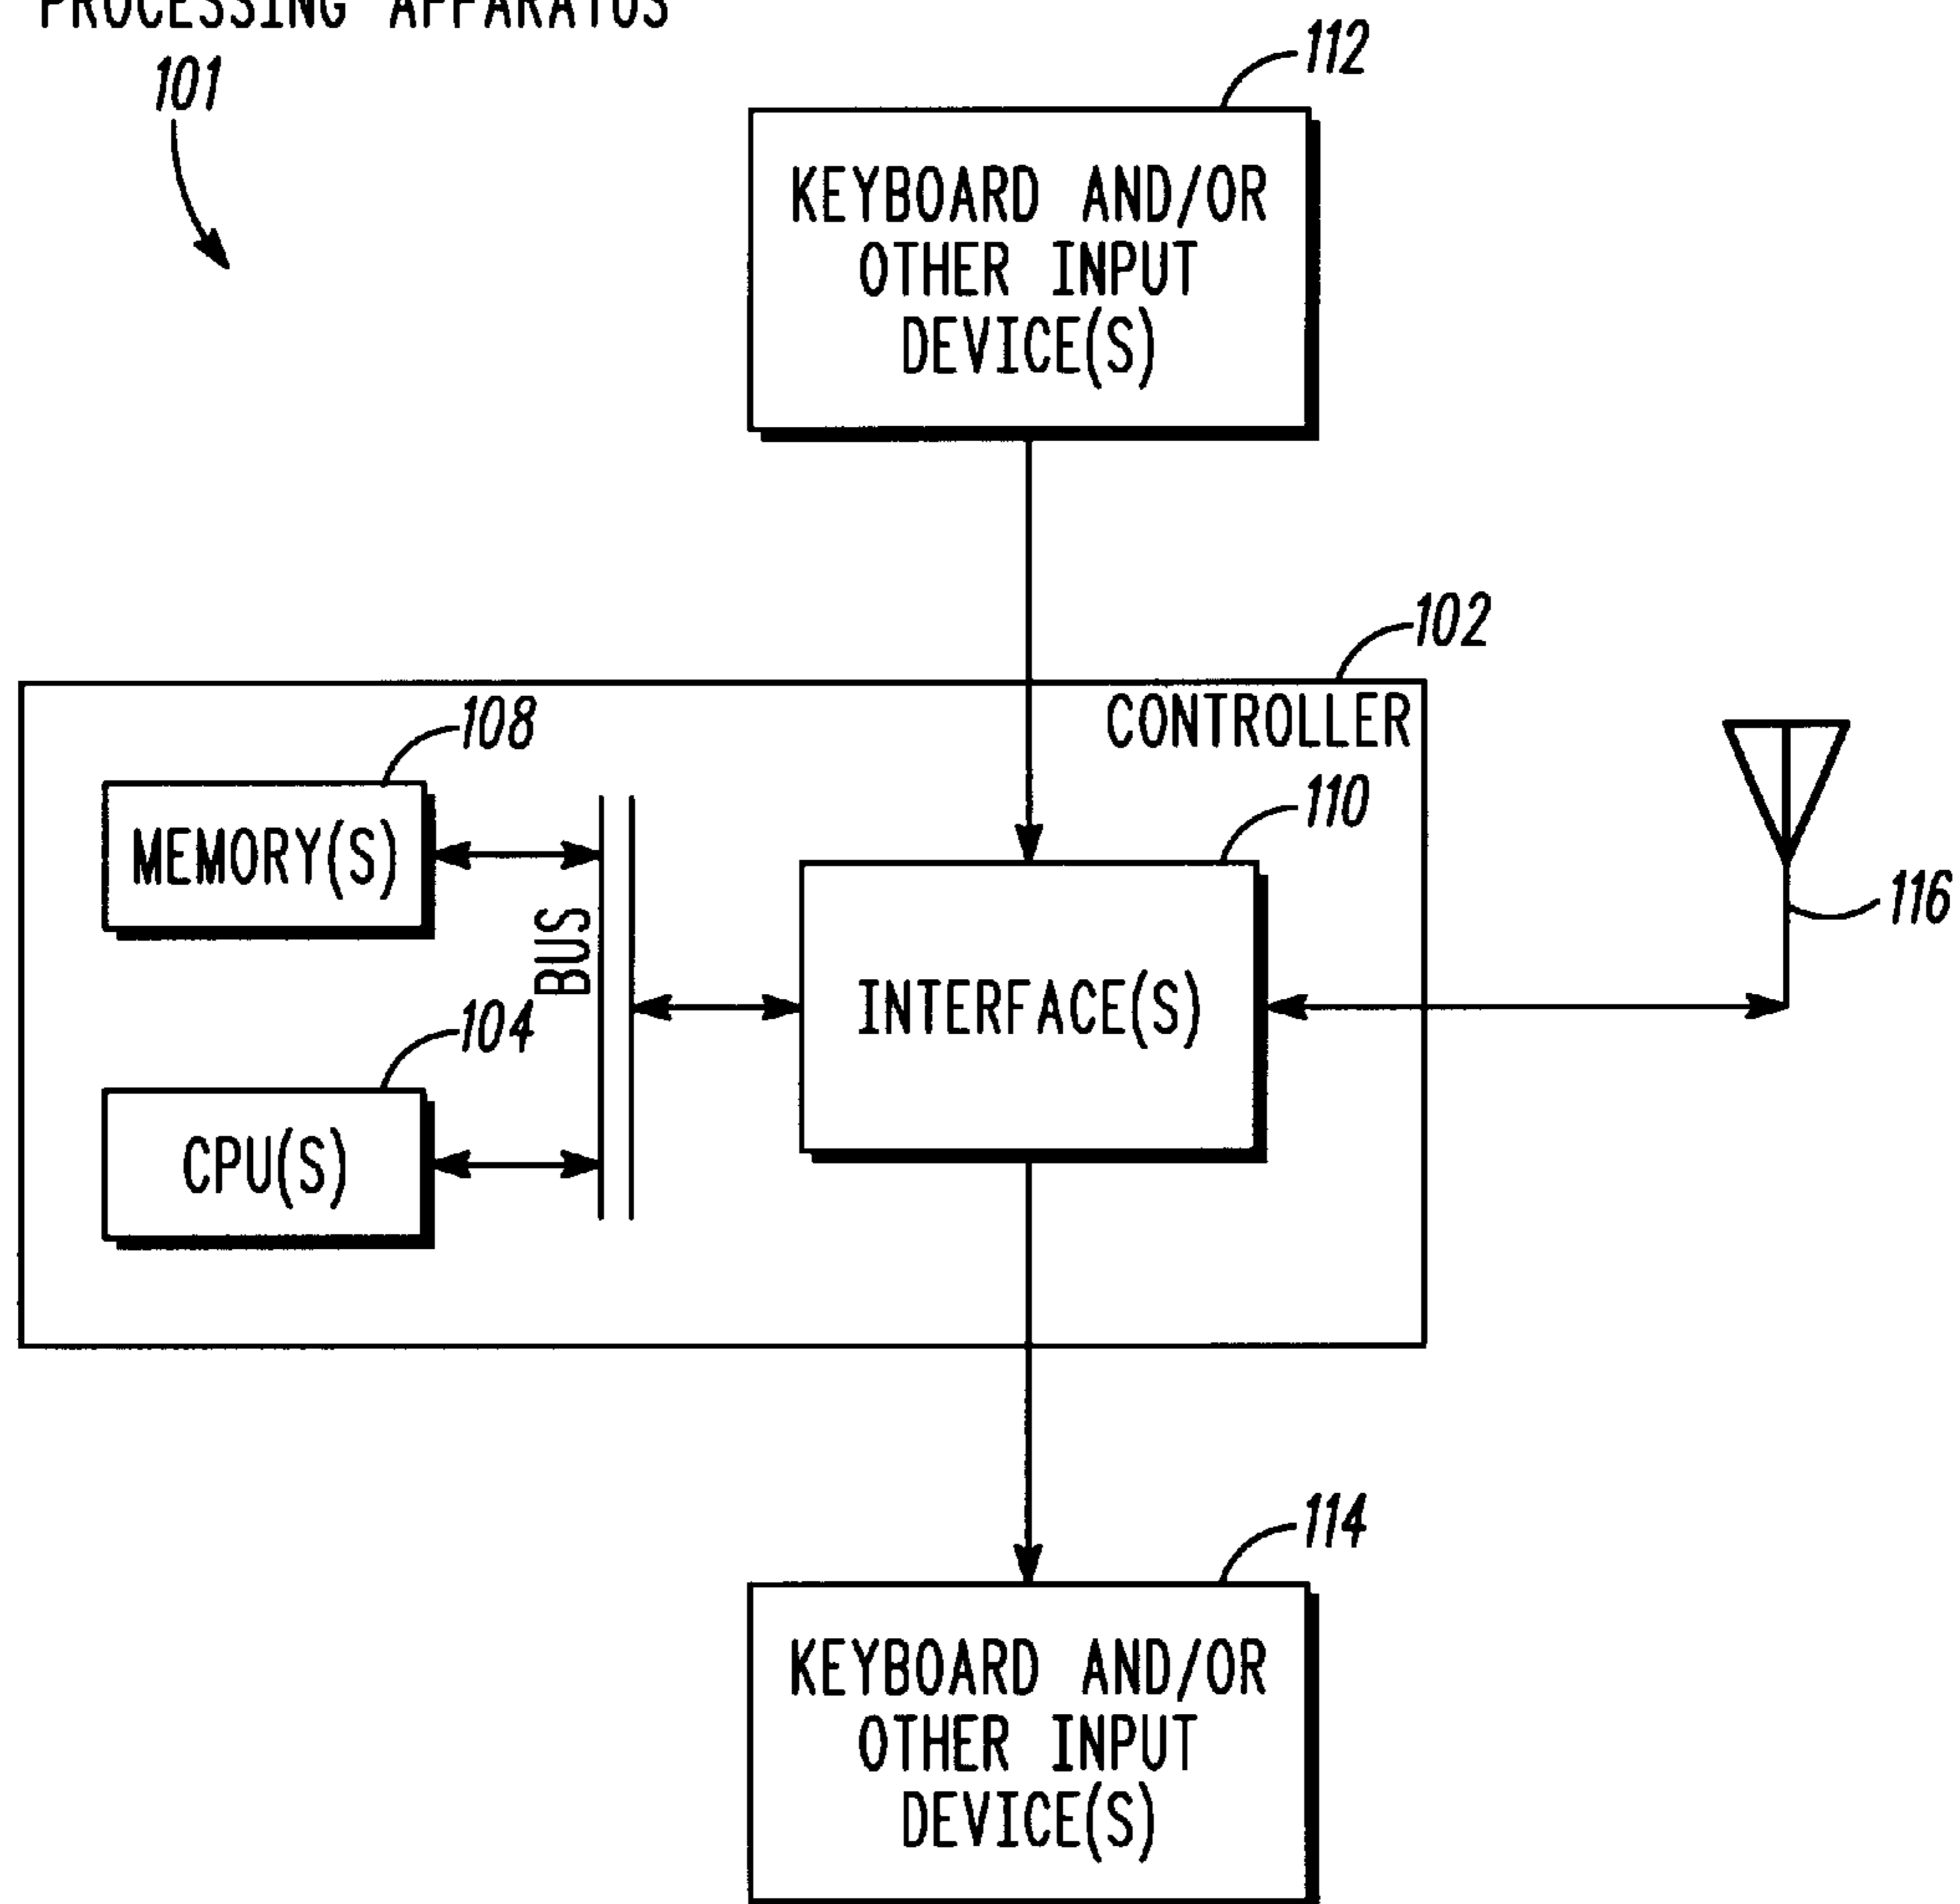 PROCESSING APPARATUS
101
112
KEYBOARD AND/OR
OTHER INPUT
DEVICE(S)
102
CONTROLLER
108
MEMORY(S)
110
BUS
INTERFACE(S)
116
104
CPU(S)
114
KEYBOARD AND/OR
OTHER INPUT
DEVICE(S)